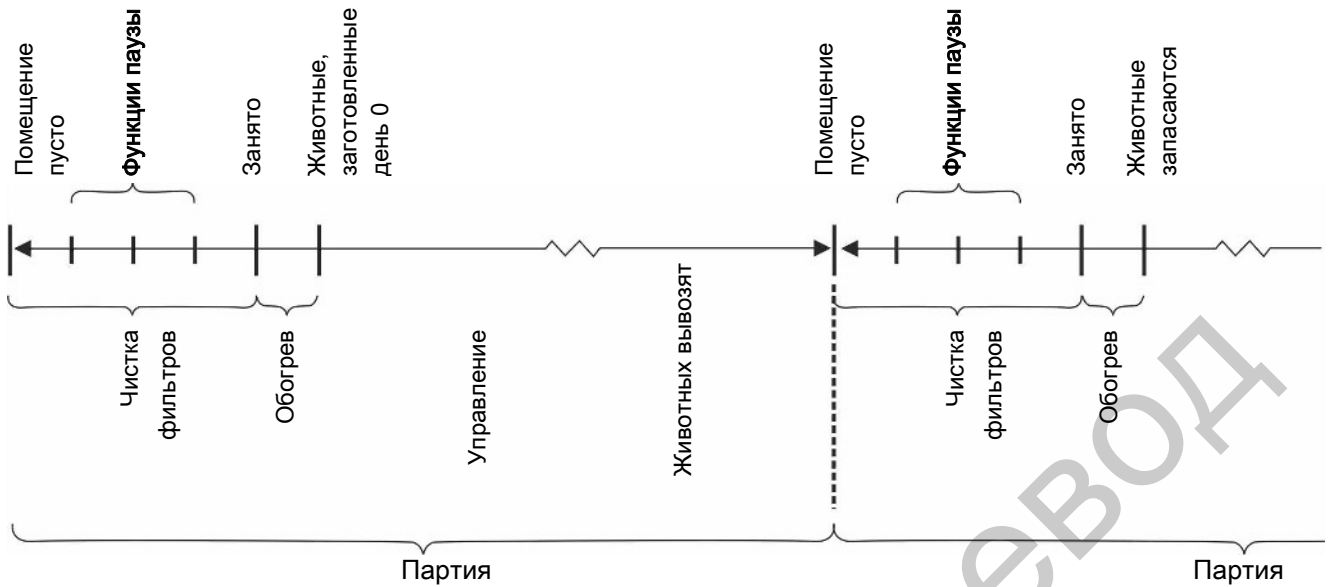 Помещение
пусто
Функции паузы
Занято
Животные,
заготовленные
день 0
Помещение
пусто
Функции паузы
Занято
Животные
запасаются
Чистка
фильтров
Обогрев
Управление
Животных вывозят
Чистка
фильтров
Обогрев
Партия
Партия
евод